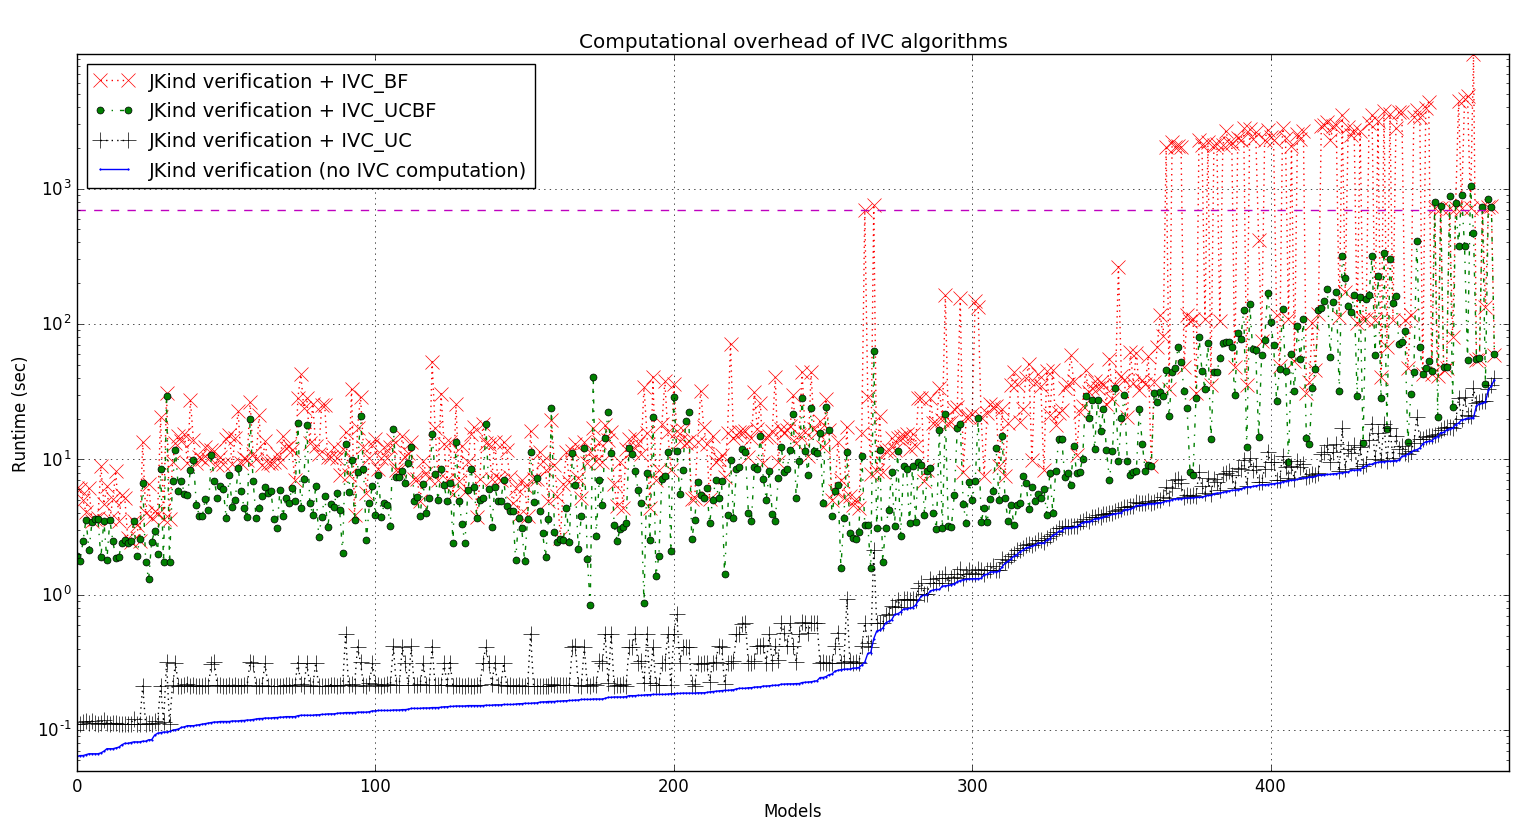 Computational overhead of IVC algorithms
JKind verification + IVC_BF
JKind verification + IVC_UCBF
JKind verification + IVC_UC
JKind verification (no IVC computation)
Runtime (sec)
10³
10²
10¹
10⁰
10⁻¹
0 100 200 300 400
Models